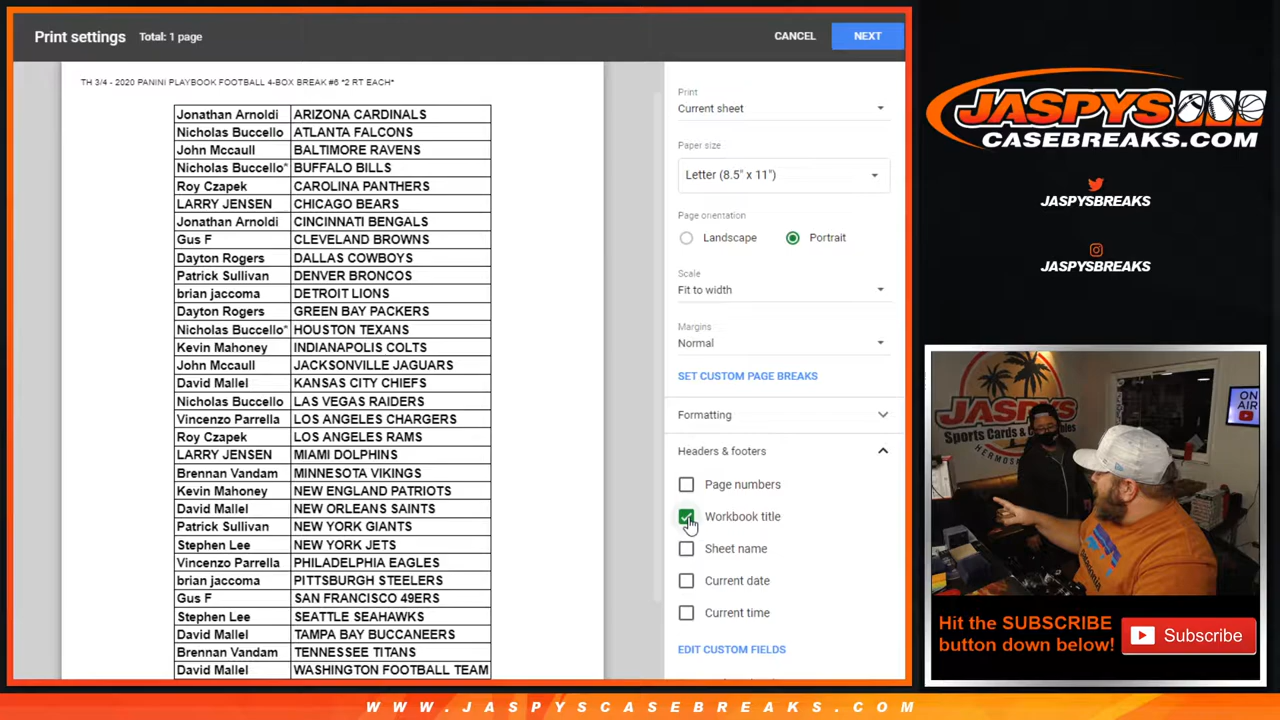 Print settings Total: 1 page CANCEL NEXT
TH 3/4 - 2020 PANINI PLAYBOOK FOOTBALL 4-BOX BREAK #6 *2 RT EACH*
Jonathan Arnoldi ARIZONA CARDINALS
Nicholas Buccello ATLANTA FALCONS
John Mccaull BALTIMORE RAVENS
Nicholas Buccello* BUFFALO BILLS
Roy Czapek CAROLINA PANTHERS
LARRY JENSEN CHICAGO BEARS
Jonathan Arnoldi CINCINNATI BENGALS
Gus F CLEVELAND BROWNS
Dayton Rogers DALLAS COWBOYS
Patrick Sullivan DENVER BRONCOS
brian jaccoma DETROIT LIONS
Dayton Rogers GREEN BAY PACKERS
Nicholas Buccello* HOUSTON TEXANS
Kevin Mahoney INDIANAPOLIS COLTS
John Mccaull JACKSONVILLE JAGUARS
David Mallel KANSAS CITY CHIEFS
Nicholas Buccello LAS VEGAS RAIDERS
Vincenzo Parrella LOS ANGELES CHARGERS
Roy Czapek LOS ANGELES RAMS
LARRY JENSEN MIAMI DOLPHINS
Brennan Vandam MINNESOTA VIKINGS
Kevin Mahoney NEW ENGLAND PATRIOTS
David Mallel NEW ORLEANS SAINTS
Patrick Sullivan NEW YORK GIANTS
Stephen Lee NEW YORK JETS
Vincenzo Parrella PHILADELPHIA EAGLES
brian jaccoma PITTSBURGH STEELERS
Gus F SAN FRANCISCO 49ERS
Stephen Lee SEATTLE SEAHAWKS
David Mallel TAMPA BAY BUCCANEERS
Brennan Vandam TENNESSEE TITANS
David Mallel WASHINGTON FOOTBALL TEAM
Print
Current sheet
Paper size
Letter (8.5" x 11")
Page orientation
Landscape Portrait
Scale
Fit to width
Margins
Normal
SET CUSTOM PAGE BREAKS
Formatting
Headers & footers
Page numbers
Workbook title
Sheet name
Current date
Current time
EDIT CUSTOM FIELDS
JASPYS
CASEBREAKS.COM
JASPYSBREAKS
JASPYSBREAKS
JASPYS
Sports Cards &
HERMOS
ON
AIR
Hit the SUBSCRIBE
button down below!
Subscribe
WWW.JASPYSCASEBREAKS.COM